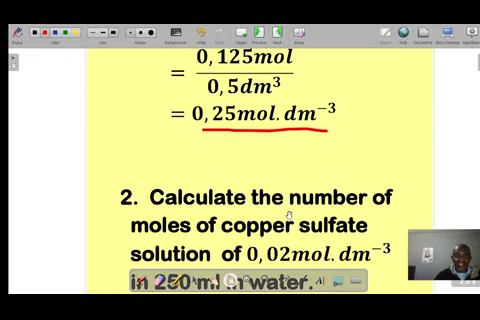 = 0,125mol / 0,5dm³
= 0,25mol.dm⁻³
2. Calculate the number of
moles of copper sulfate
solution of 0,02mol.dm⁻³
in 250 ml in water.